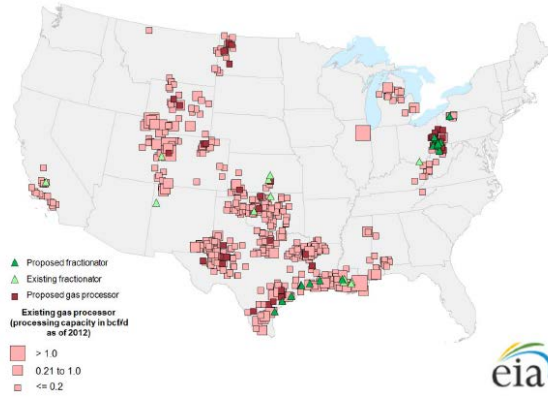 Proposed fractionator
Existing fractionator
Proposed gas processor
Existing gas processor
(processing capacity in bcf/d
as of 2012)
> 1.0
0.21 to 1.0
<= 0.2
eia